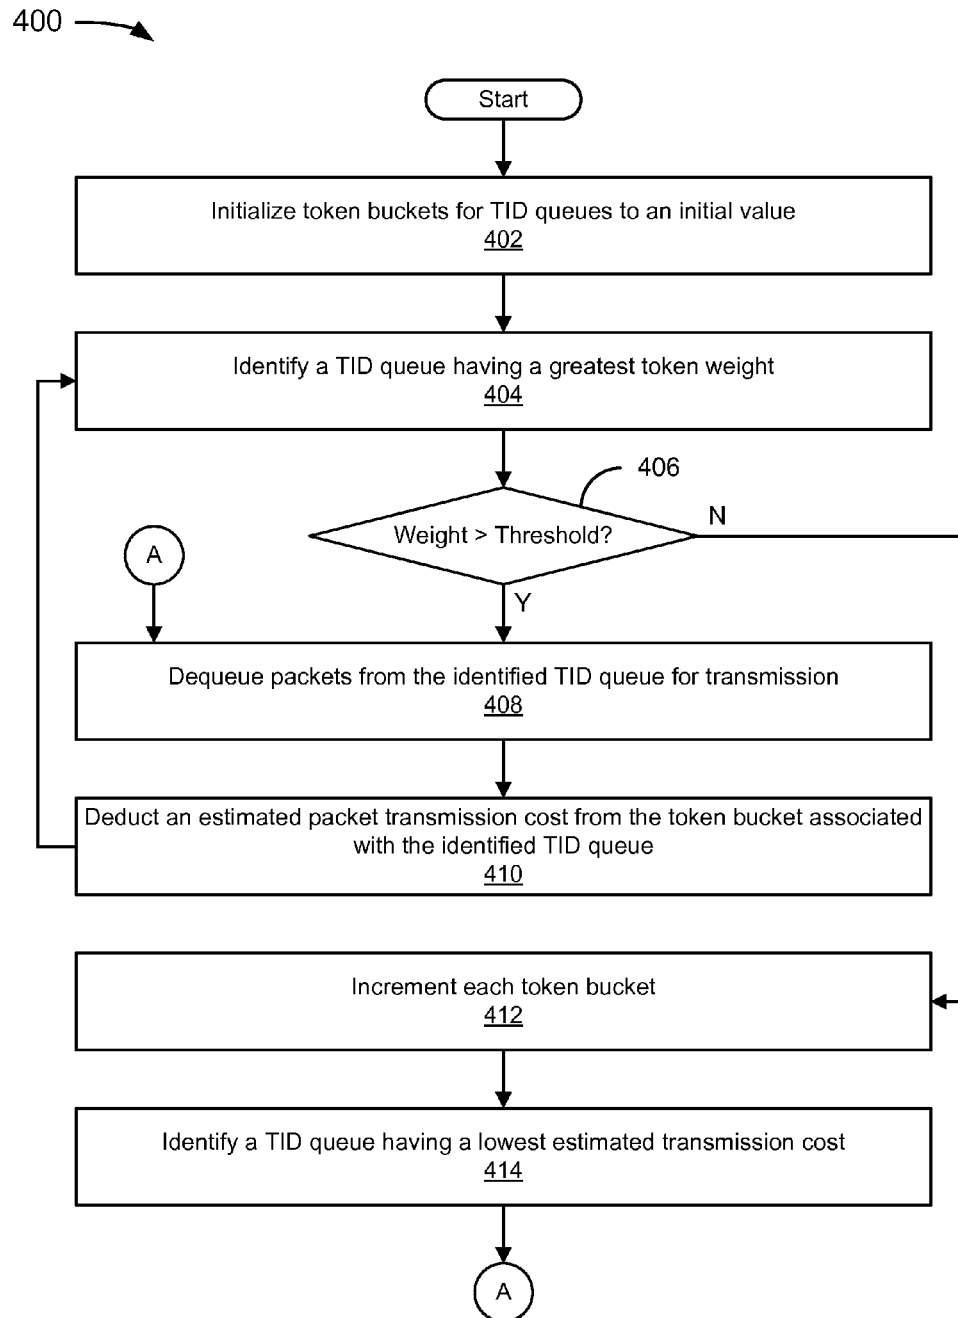 400
Start
Initialize token buckets for TID queues to an initial value
402
Identify a TID queue having a greatest token weight
404
406
Weight > Threshold?
N
A
Y
Dequeue packets from the identified TID queue for transmission
408
Deduct an estimated packet transmission cost from the token bucket associated
with the identified TID queue
410
Increment each token bucket
412
Identify a TID queue having a lowest estimated transmission cost
414
A